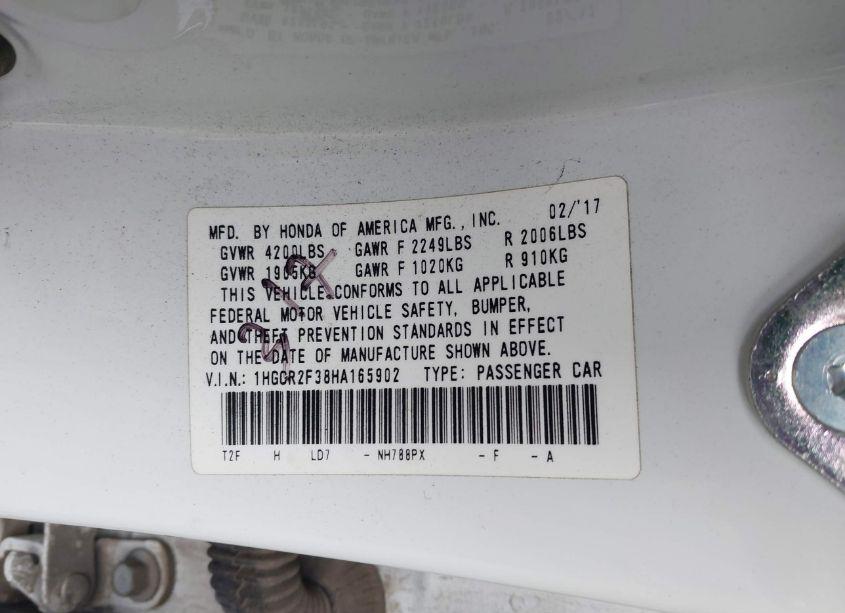 MFD. BY HONDA OF AMERICA MFG., INC. 02/'17
GVWR 4200LBS GAWR F 2249LBS R 2006LBS
GVWR 1905KG GAWR F 1020KG R 910KG
THIS VEHICLE CONFORMS TO ALL APPLICABLE
FEDERAL MOTOR VEHICLE SAFETY, BUMPER,
AND THEFT PREVENTION STANDARDS IN EFFECT
ON THE DATE OF MANUFACTURE SHOWN ABOVE.
V.I.N.: 1HGCR2F38HA165902 TYPE: PASSENGER CAR
T2F H LD7 - NH788PX - F - A